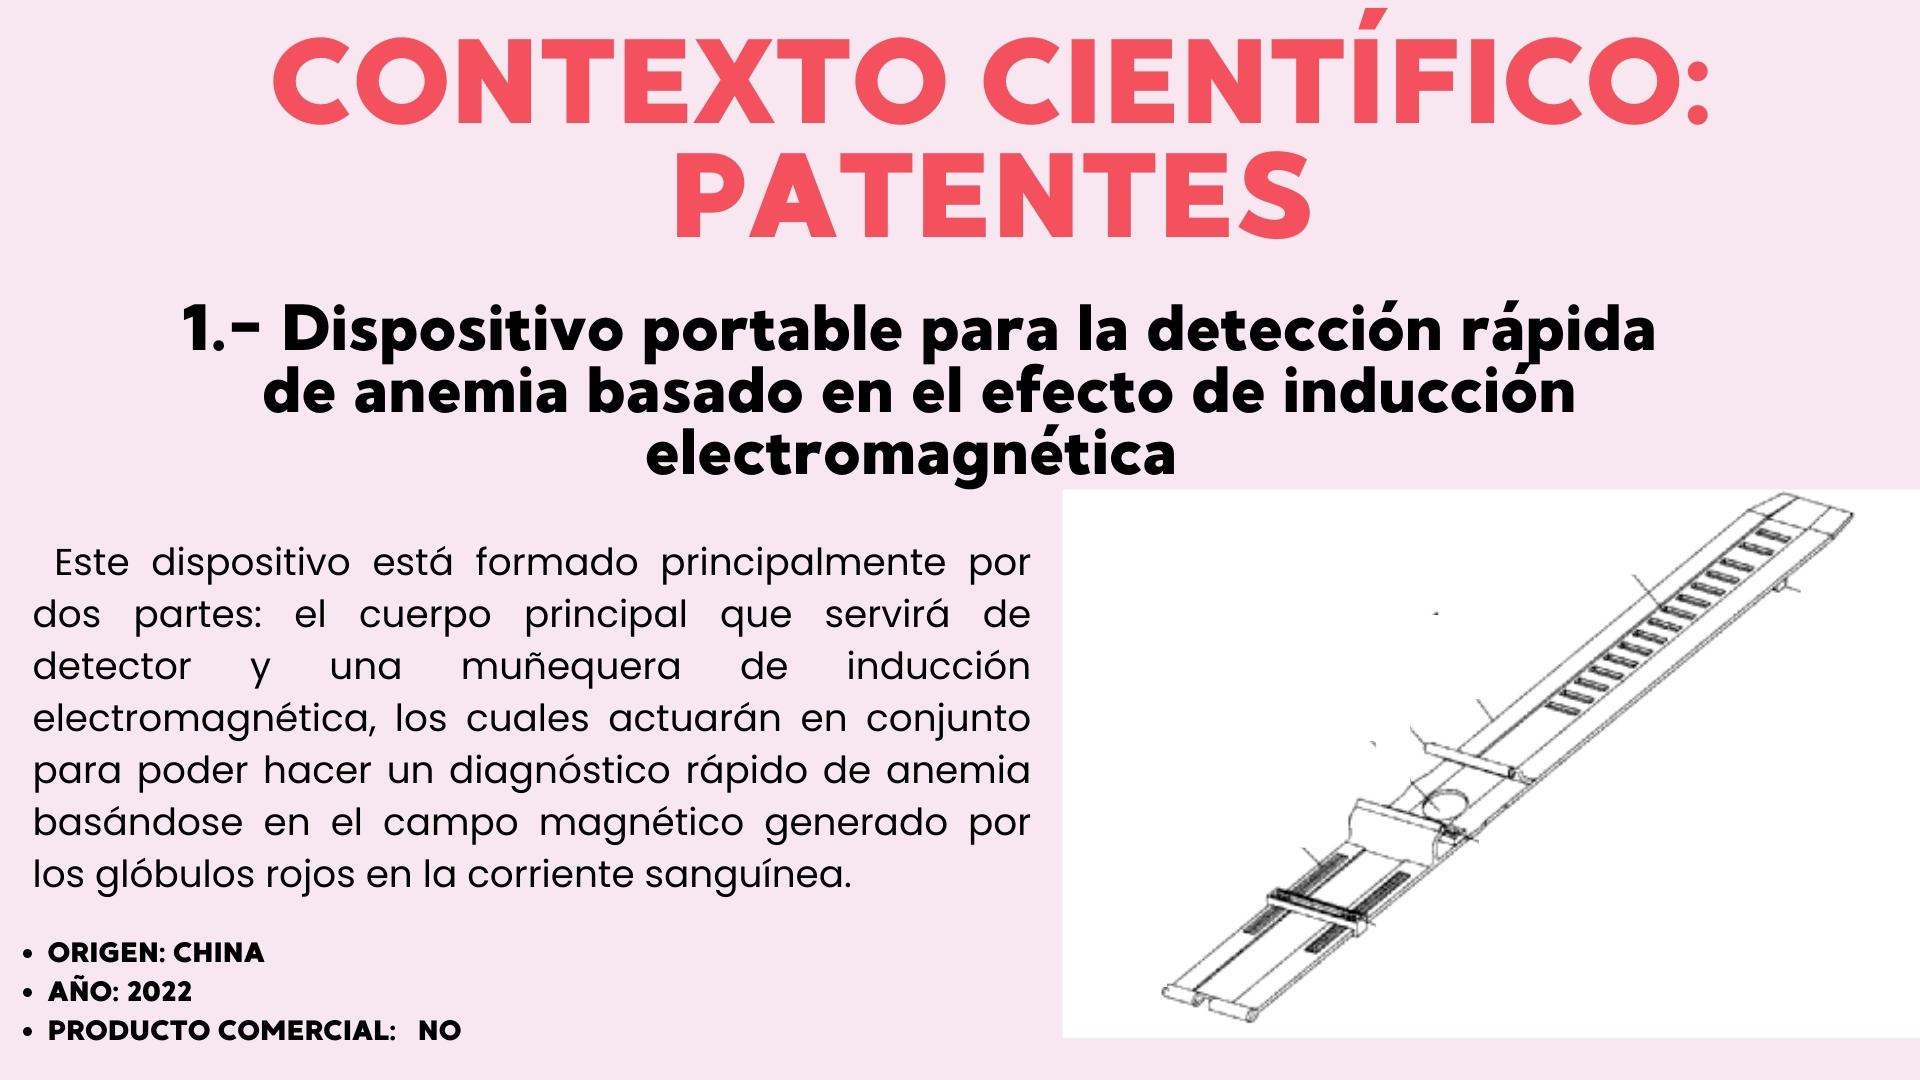 CONTEXTO CIENTÍFICO:
PATENTES
1.- Dispositivo portable para la detección rápida
de anemia basado en el efecto de inducción
electromagnética
Este dispositivo está formado principalmente por
dos partes: el cuerpo principal que servirá de
detector y una muñequera de inducción
electromagnética, los cuales actuarán en conjunto
para poder hacer un diagnóstico rápido de anemia
basándose en el campo magnético generado por
los glóbulos rojos en la corriente sanguínea.
• ORIGEN: CHINA
• AÑO: 2022
• PRODUCTO COMERCIAL: NO